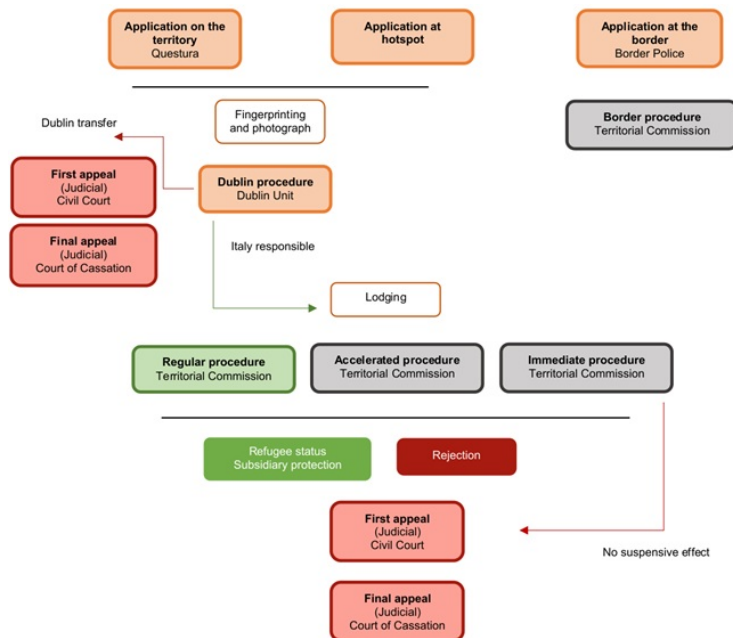 Application on the
territory
Questura
Application at
hotspot
Application at the
border
Border Police
Fingerprinting
and photograph
Border procedure
Territorial Commission
Dublin transfer
First appeal
(Judicial)
Civil Court
Dublin procedure
Dublin Unit
Final appeal
(Judicial)
Court of Cassation
Italy responsible
Lodging
Regular procedure
Territorial Commission
Accelerated procedure
Territorial Commission
Immediate procedure
Territorial Commission
Refugee status
Subsidiary protection
Rejection
First appeal
(Judicial)
Civil Court
No suspensive effect
Final appeal
(Judicial)
Court of Cassation